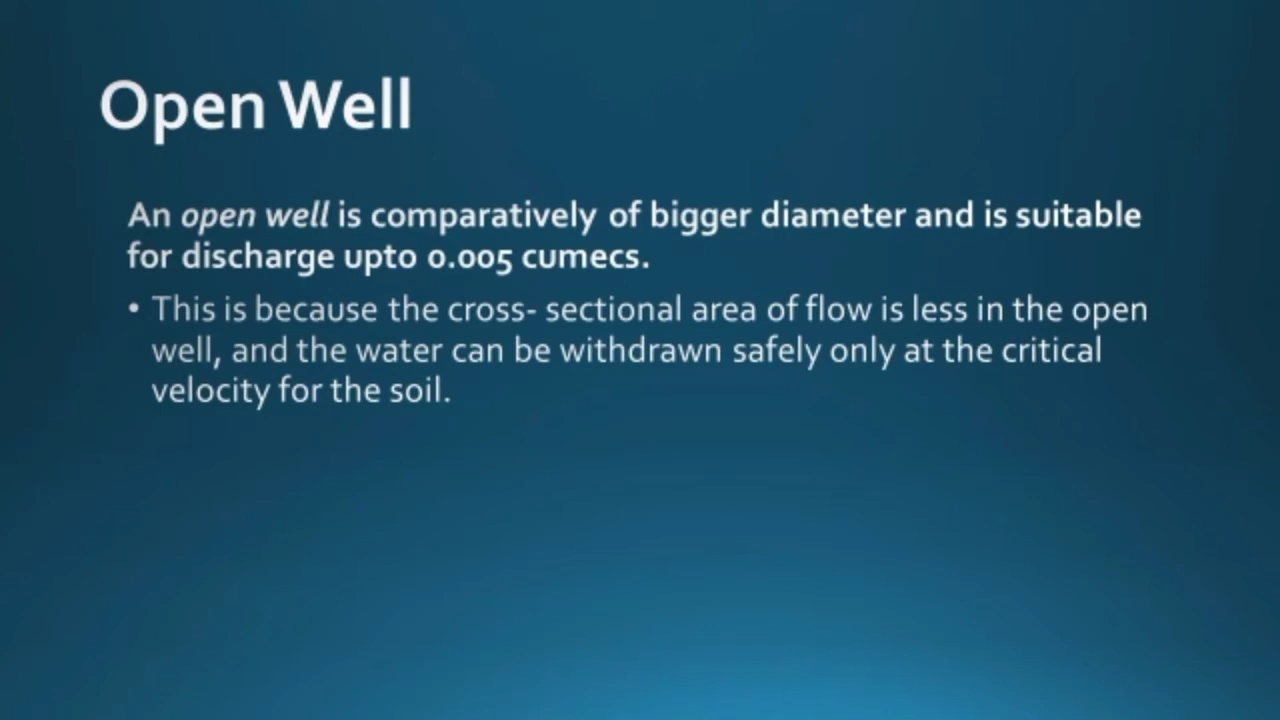 Open Well
An open well is comparatively of bigger diameter and is suitable
for discharge upto 0.005 cumecs.
• This is because the cross- sectional area of flow is less in the open
well, and the water can be withdrawn safely only at the critical
velocity for the soil.